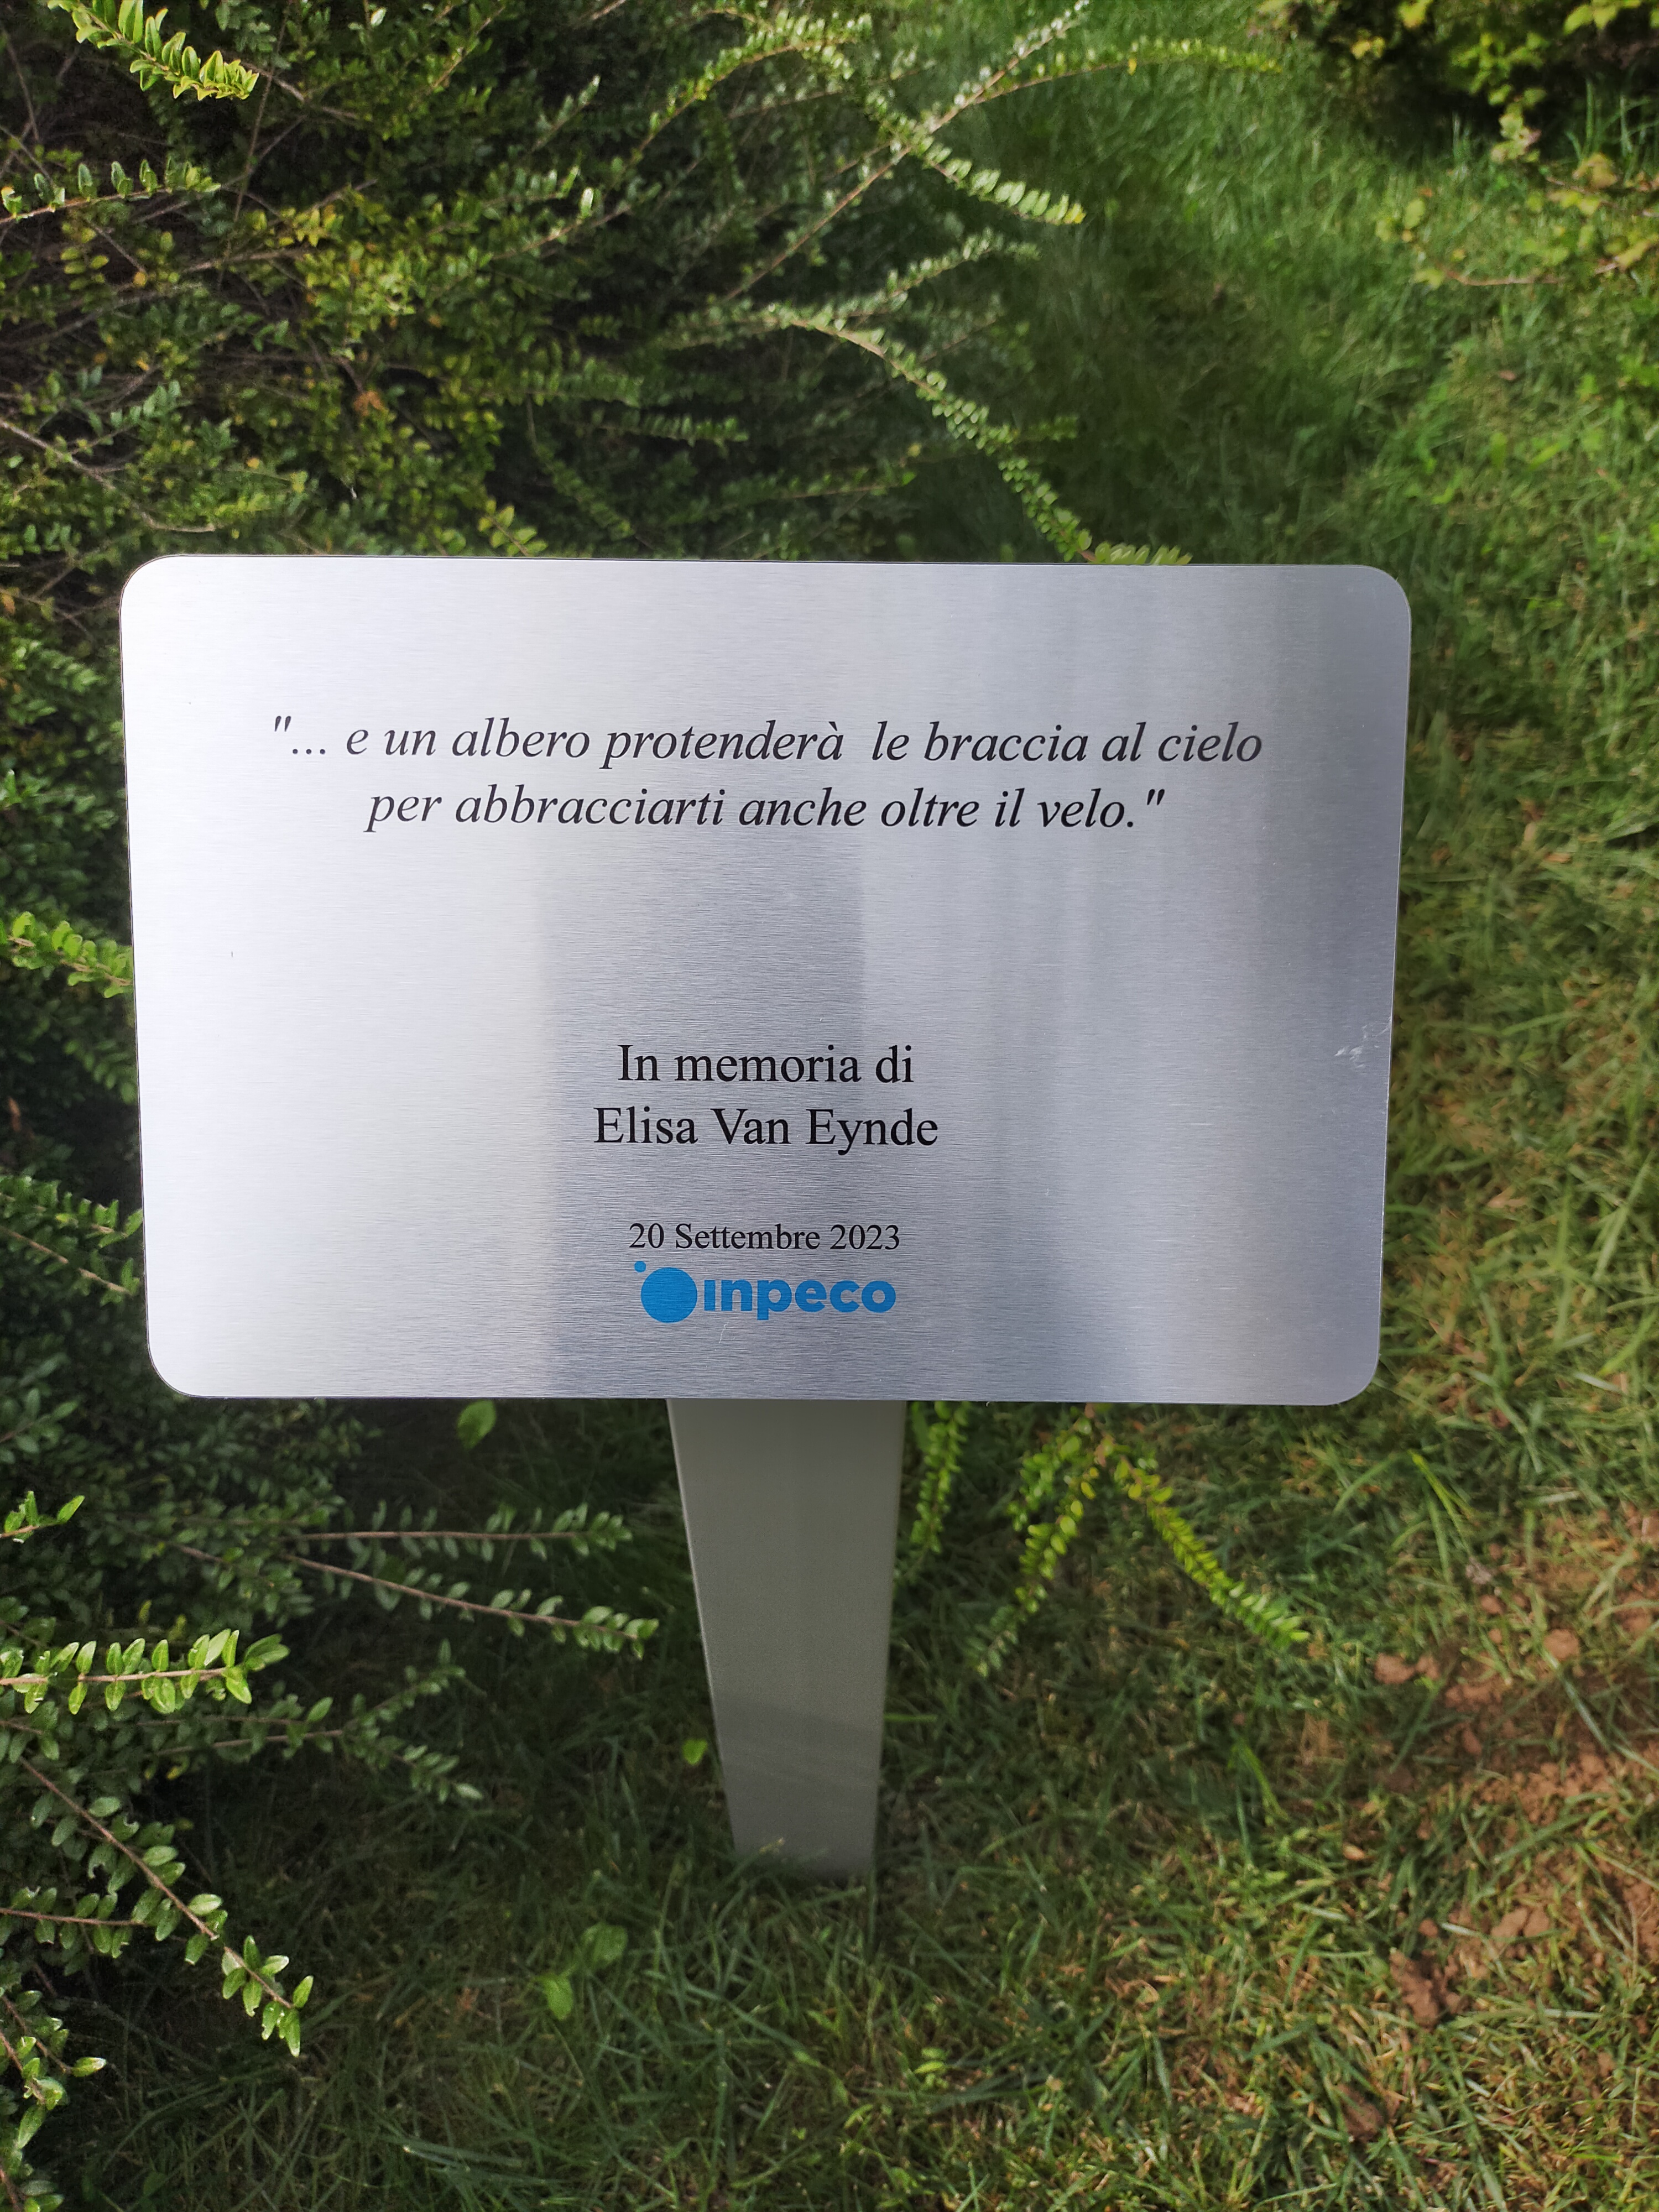 "... e un albero protenderà le braccia al cielo
per abbracciarti anche oltre il velo."
In memoria di
Elisa Van Eynde
20 Settembre 2023
inpeco